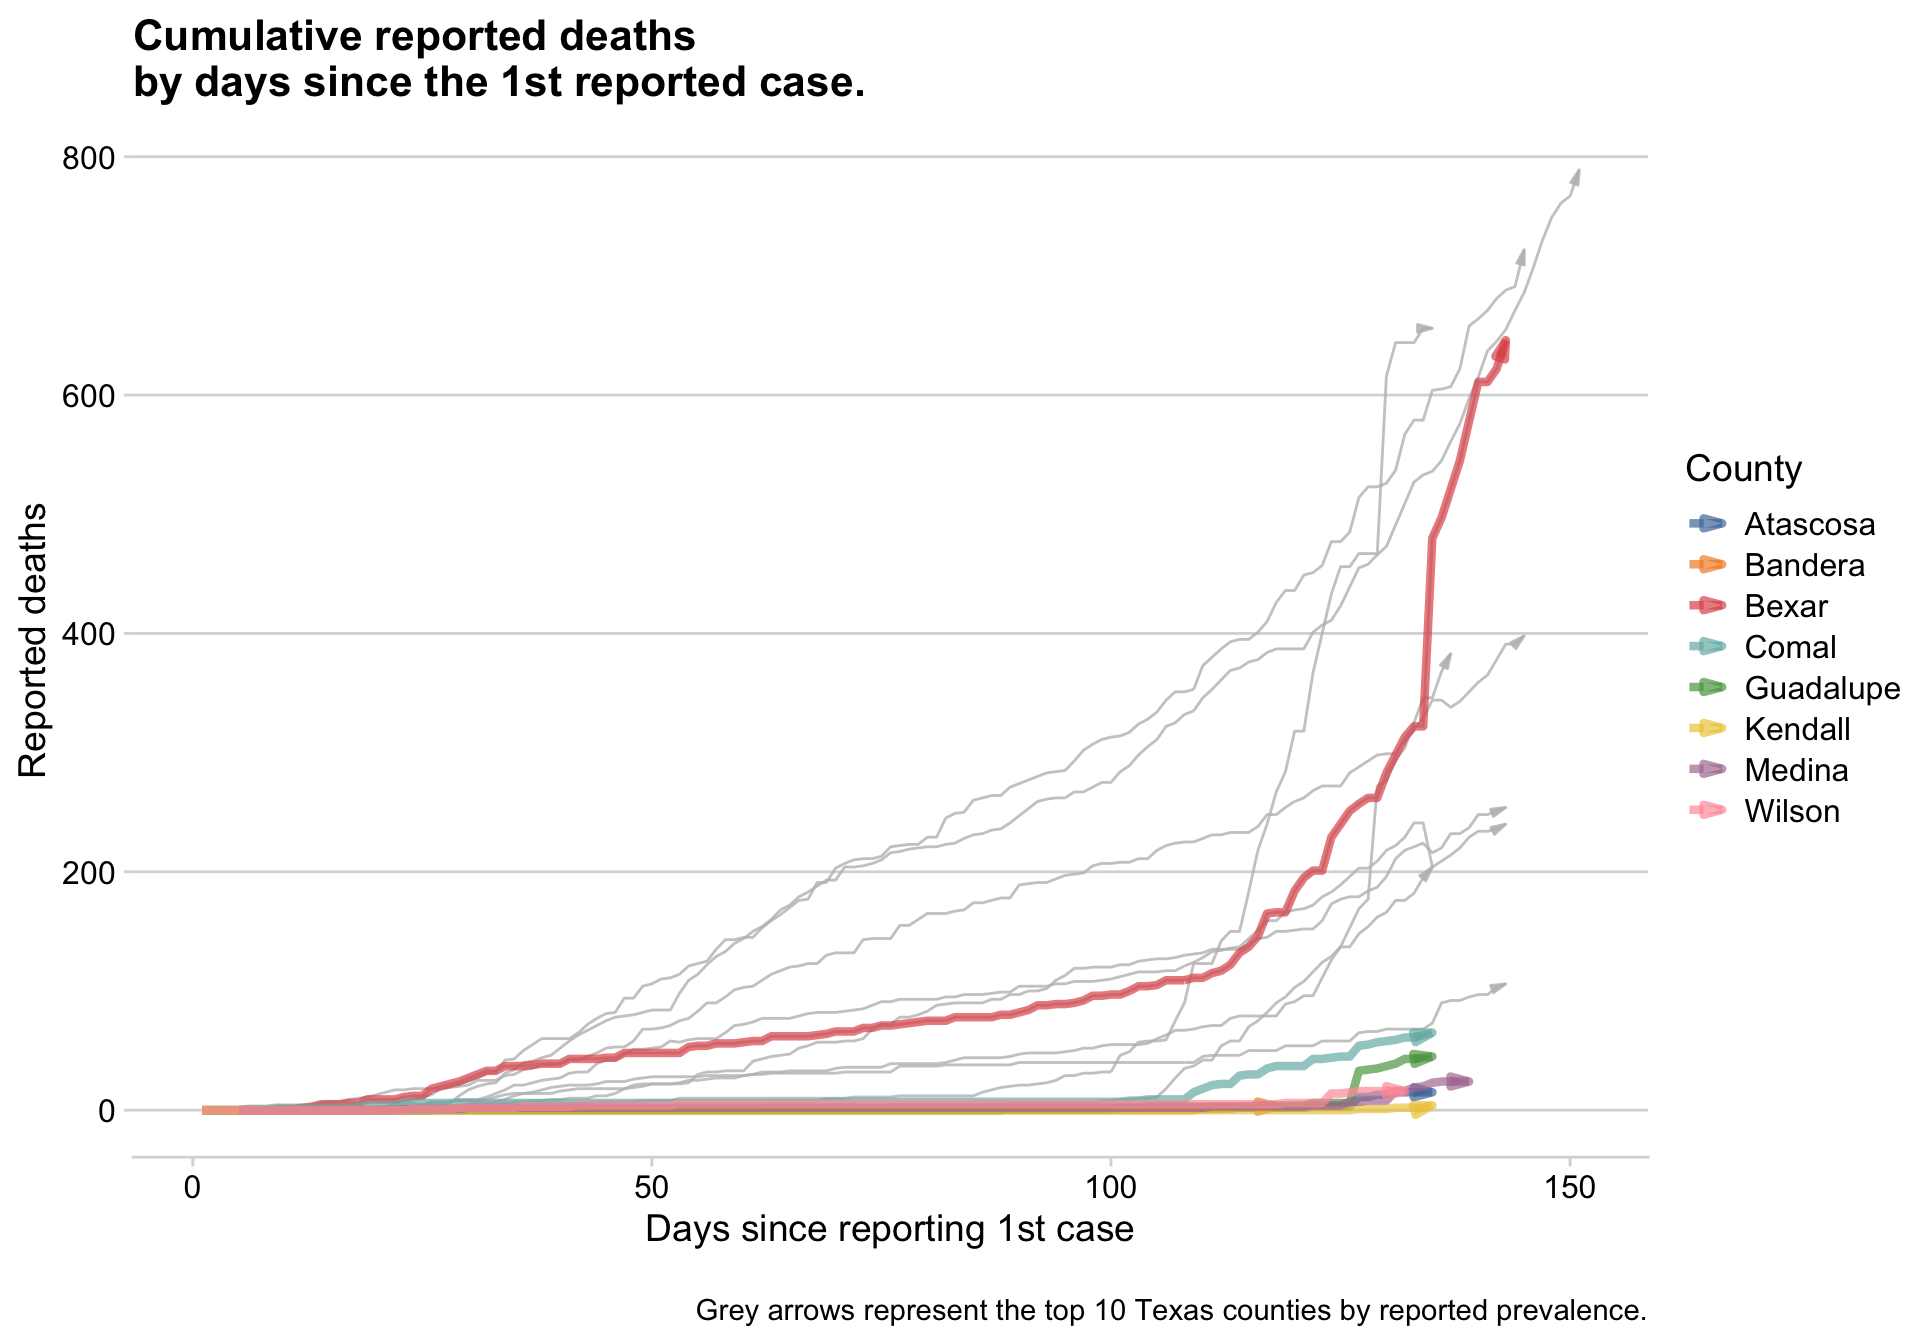 Cumulative reported deaths
by days since the 1st reported case.
800
600
400
200
0
Reported deaths
0 50 100 150
Days since reporting 1st case
County
Atascosa
Bandera
Bexar
Comal
Guadalupe
Kendall
Medina
Wilson
Grey arrows represent the top 10 Texas counties by reported prevalence.